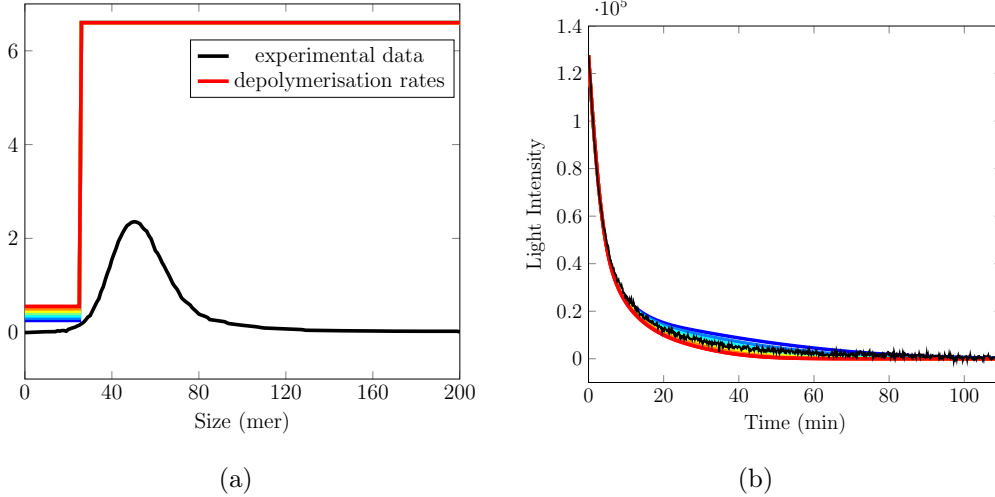 6
4
2
0
0 40 80 120 160 200
Size (mer)
experimental data
depolymerisation rates
(a)
·10⁵
1.4
1.2
1
0.8
0.6
0.4
0.2
0
0 20 40 60 80 100
Light Intensity
Time (min)
(b)